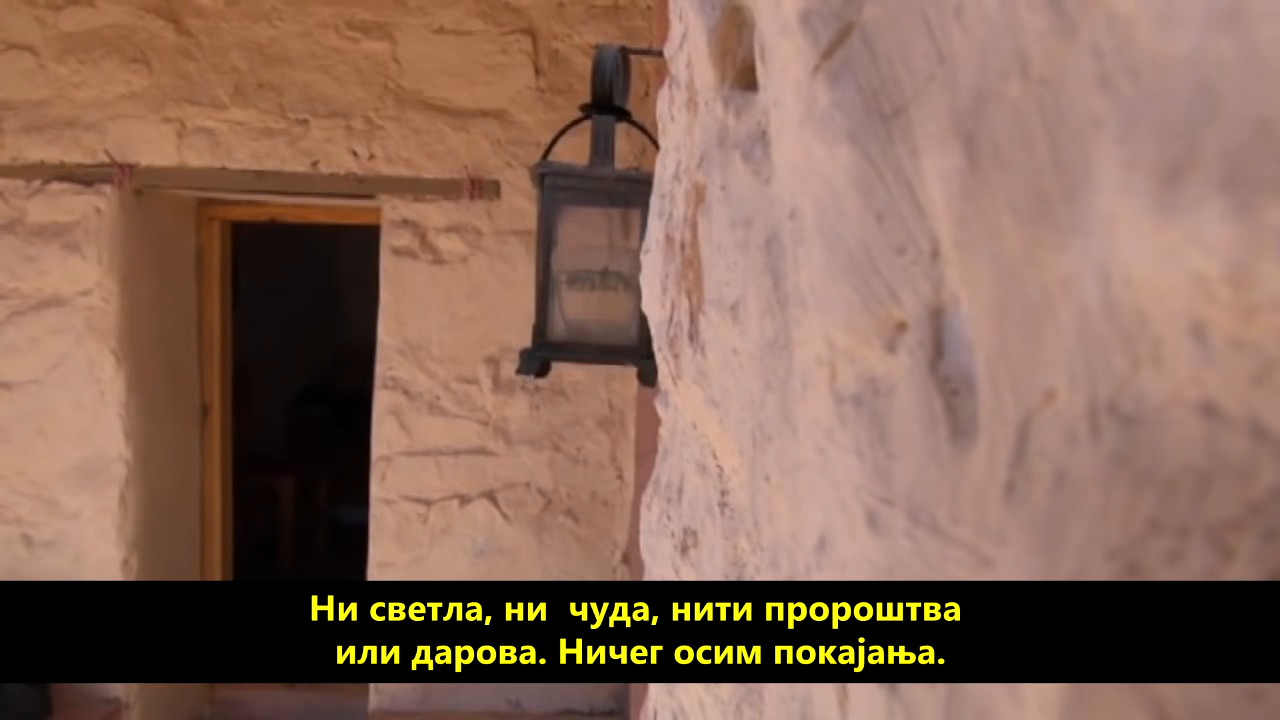 Ни светла, ни  чуда, нити пророштва
или дарова. Ничег осим покајања.